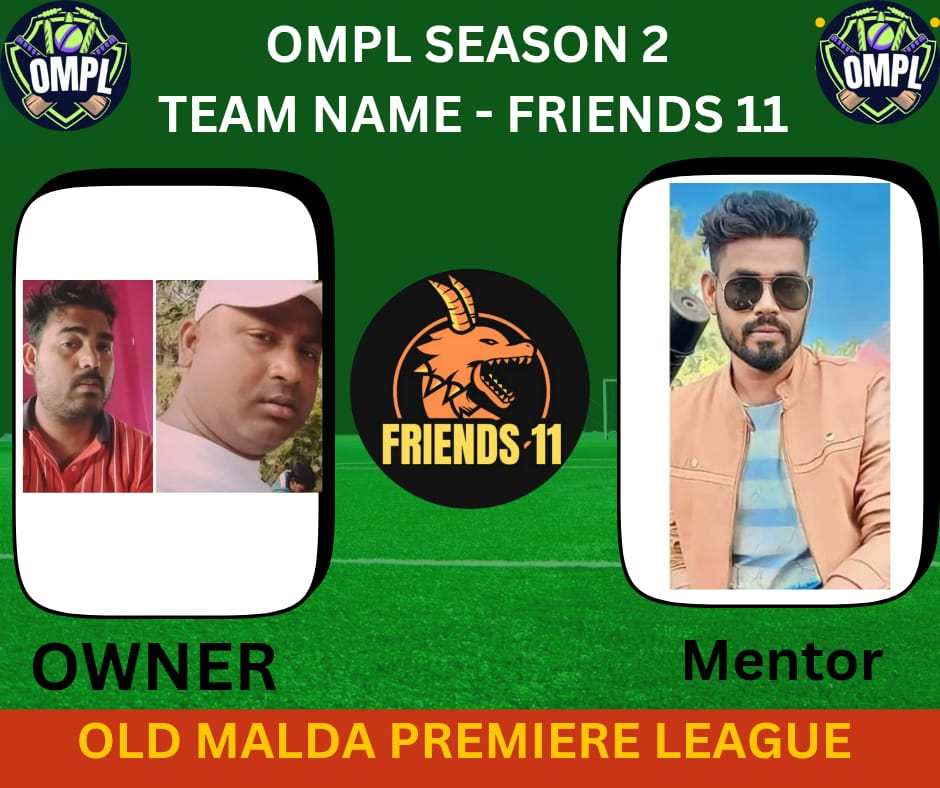 OMPL
OMPL SEASON 2
OMPL
TEAM NAME - FRIENDS 11
FRIENDS 11
OWNER
Mentor
OLD MALDA PREMIERE LEAGUE